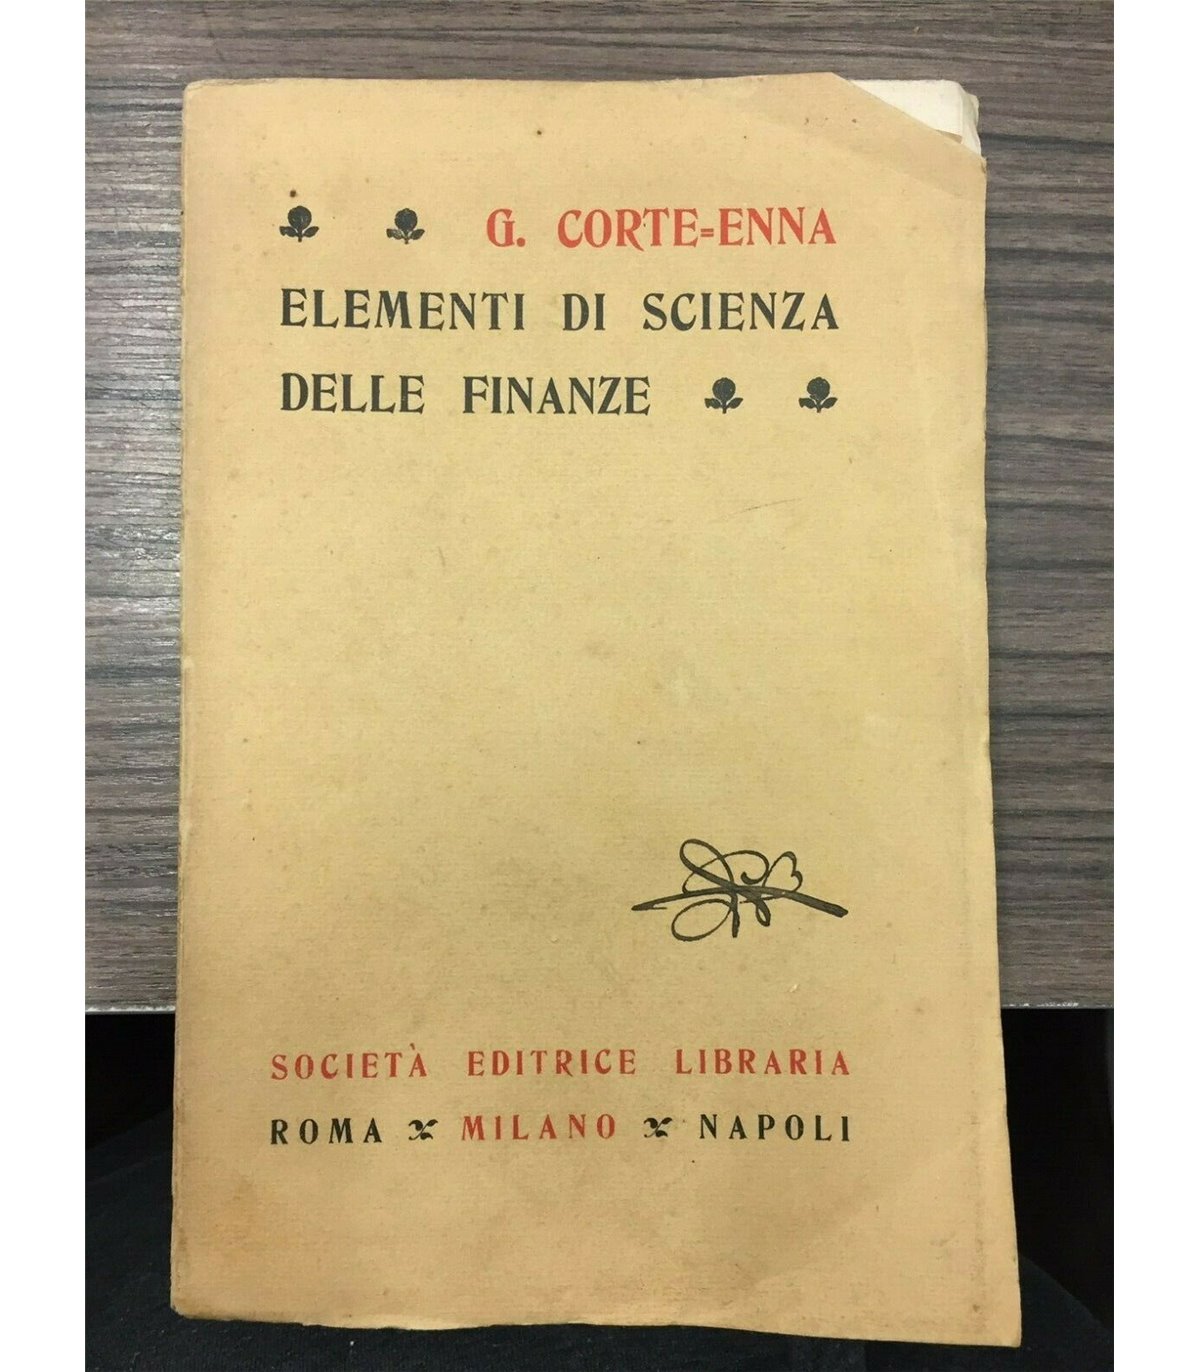 G. CORTE=ENNA
ELEMENTI DI SCIENZA
DELLE FINANZE
SOCIETÀ EDITRICE LIBRARIA
ROMA MILANO NAPOLI